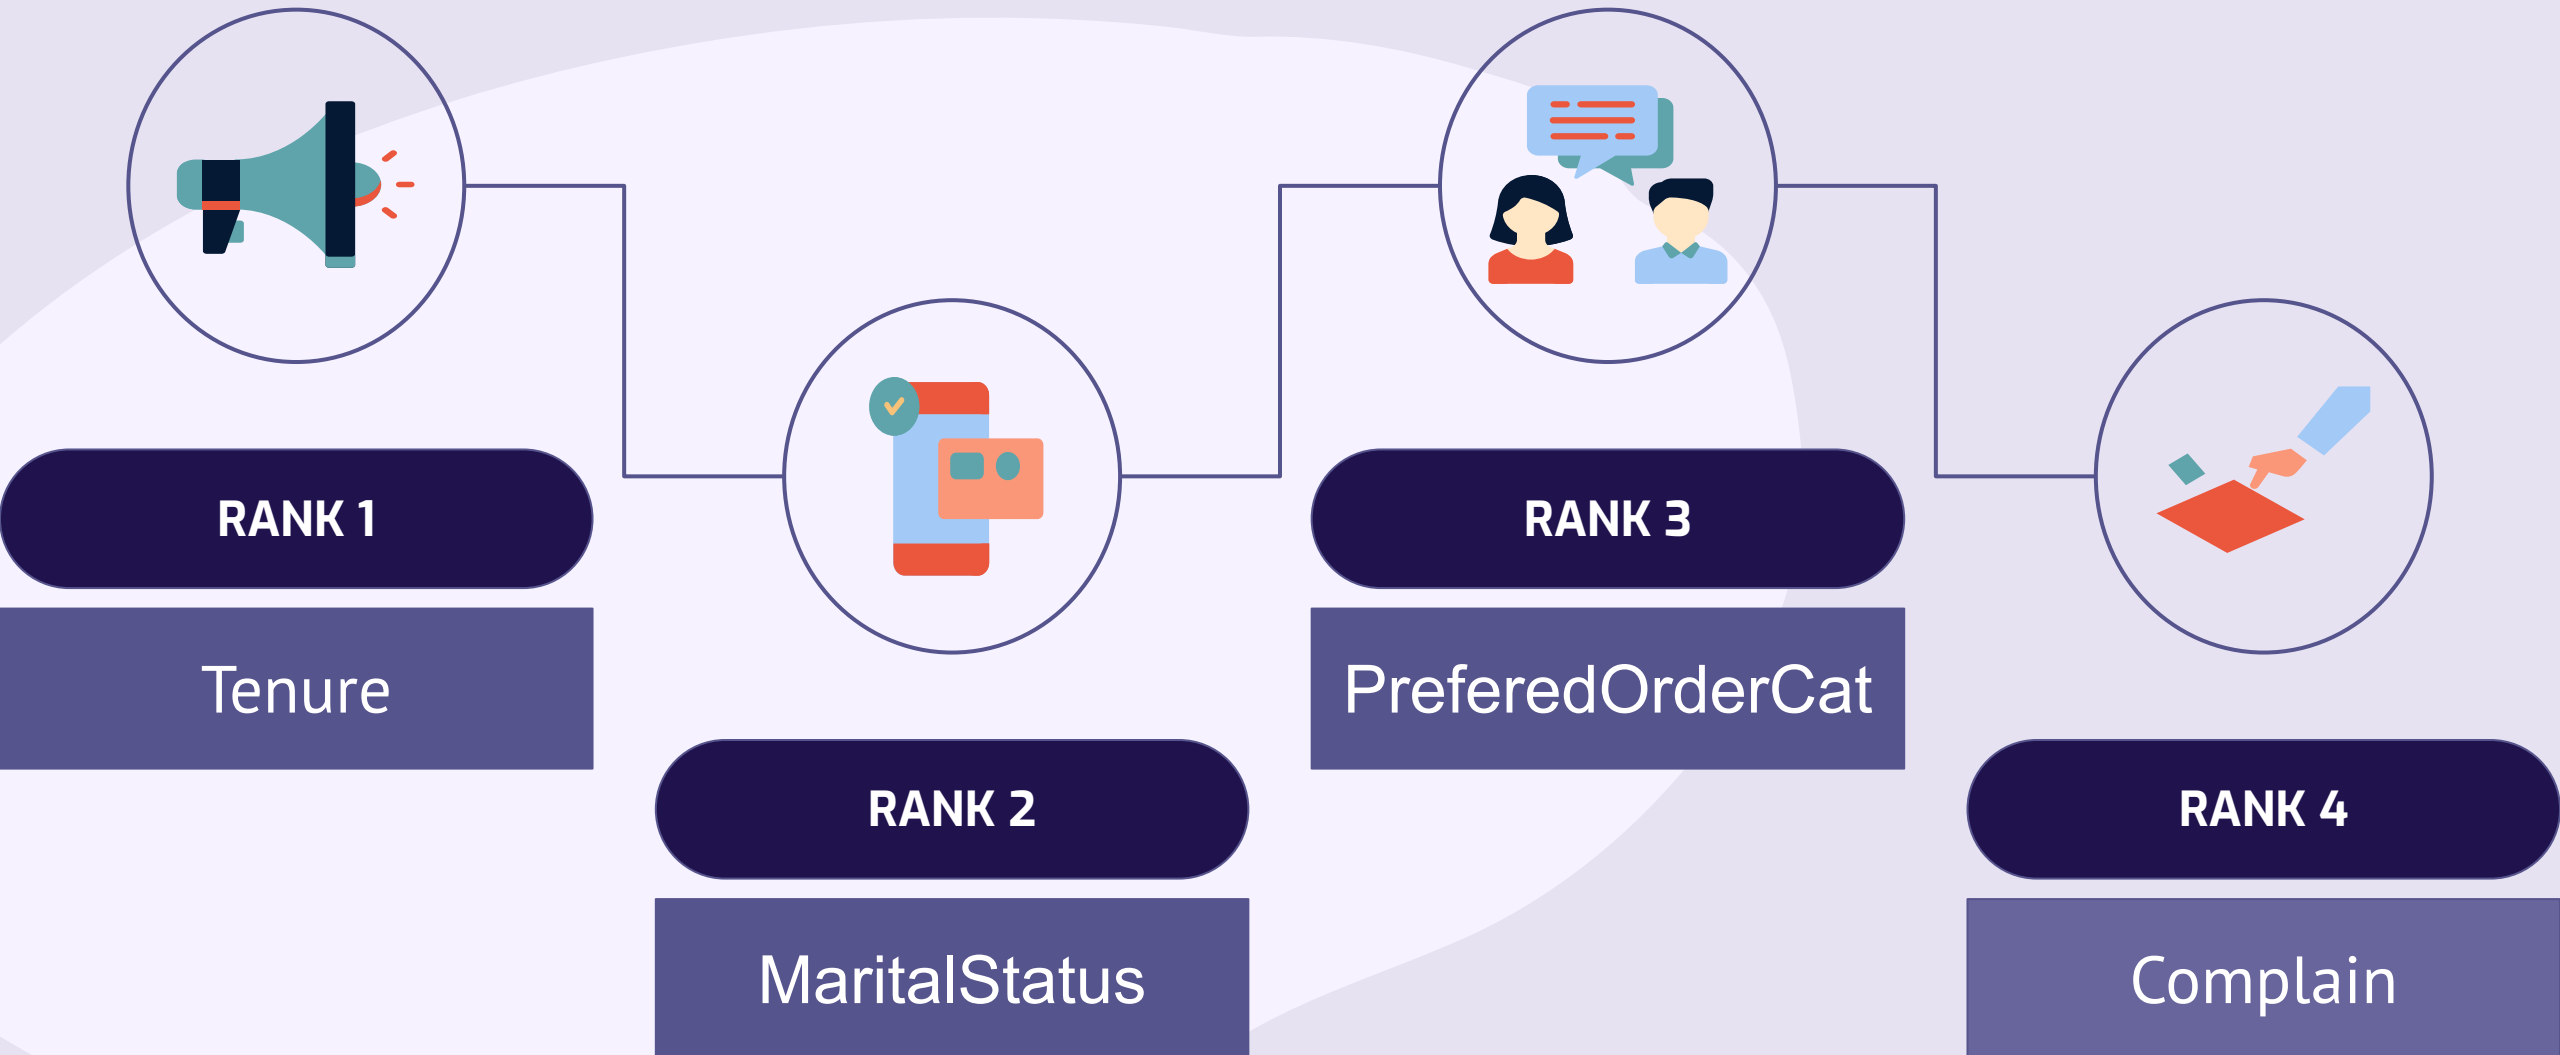 RANK 1
Tenure
RANK 2
MaritalStatus
RANK 3
PreferedOrderCat
RANK 4
Complain